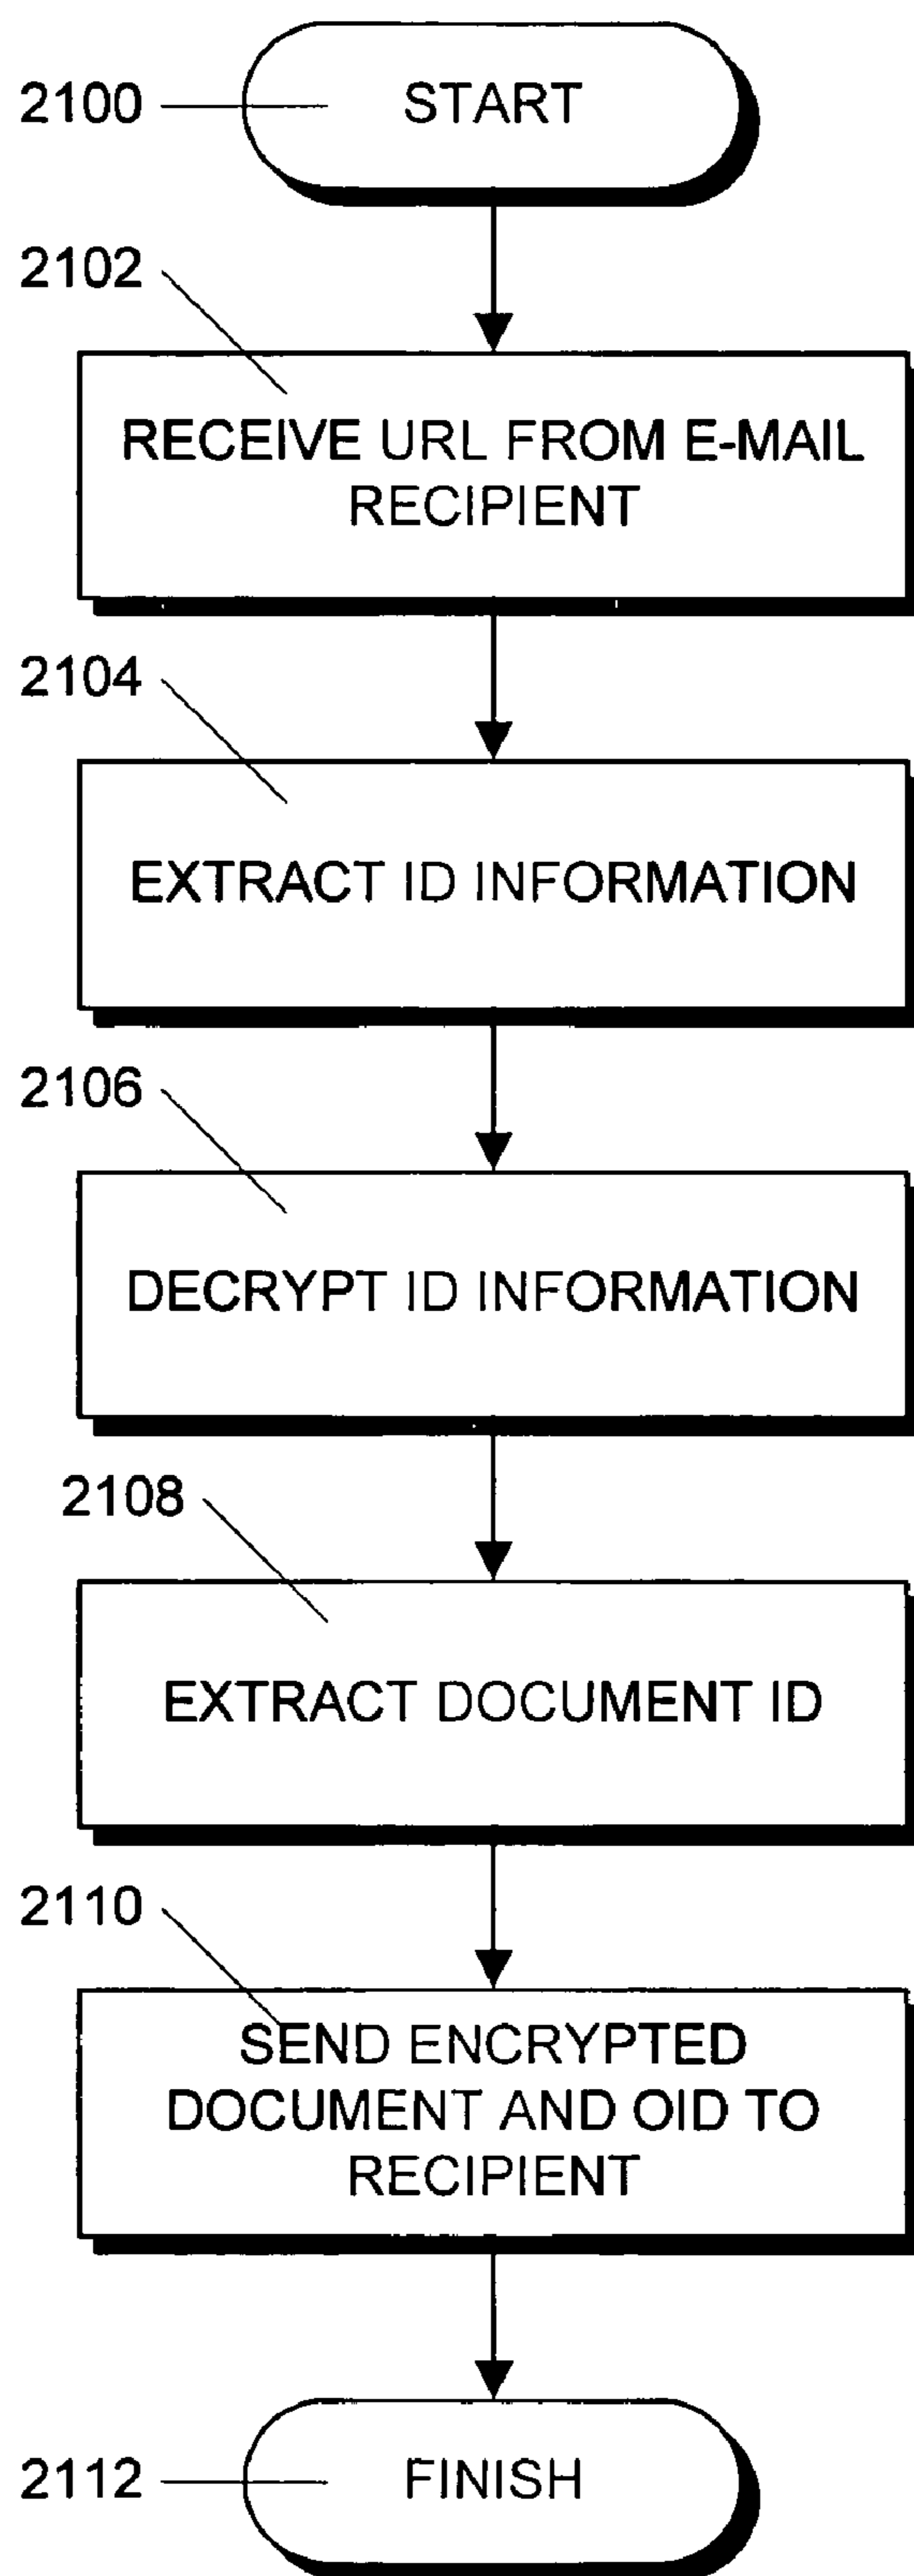 2100
START
2102
RECEIVE URL FROM E-MAIL
RECIPIENT
2104
EXTRACT ID INFORMATION
2106
DECRYPT ID INFORMATION
2108
EXTRACT DOCUMENT ID
2110
SEND ENCRYPTED
DOCUMENT AND OID TO
RECIPIENT
2112
FINISH